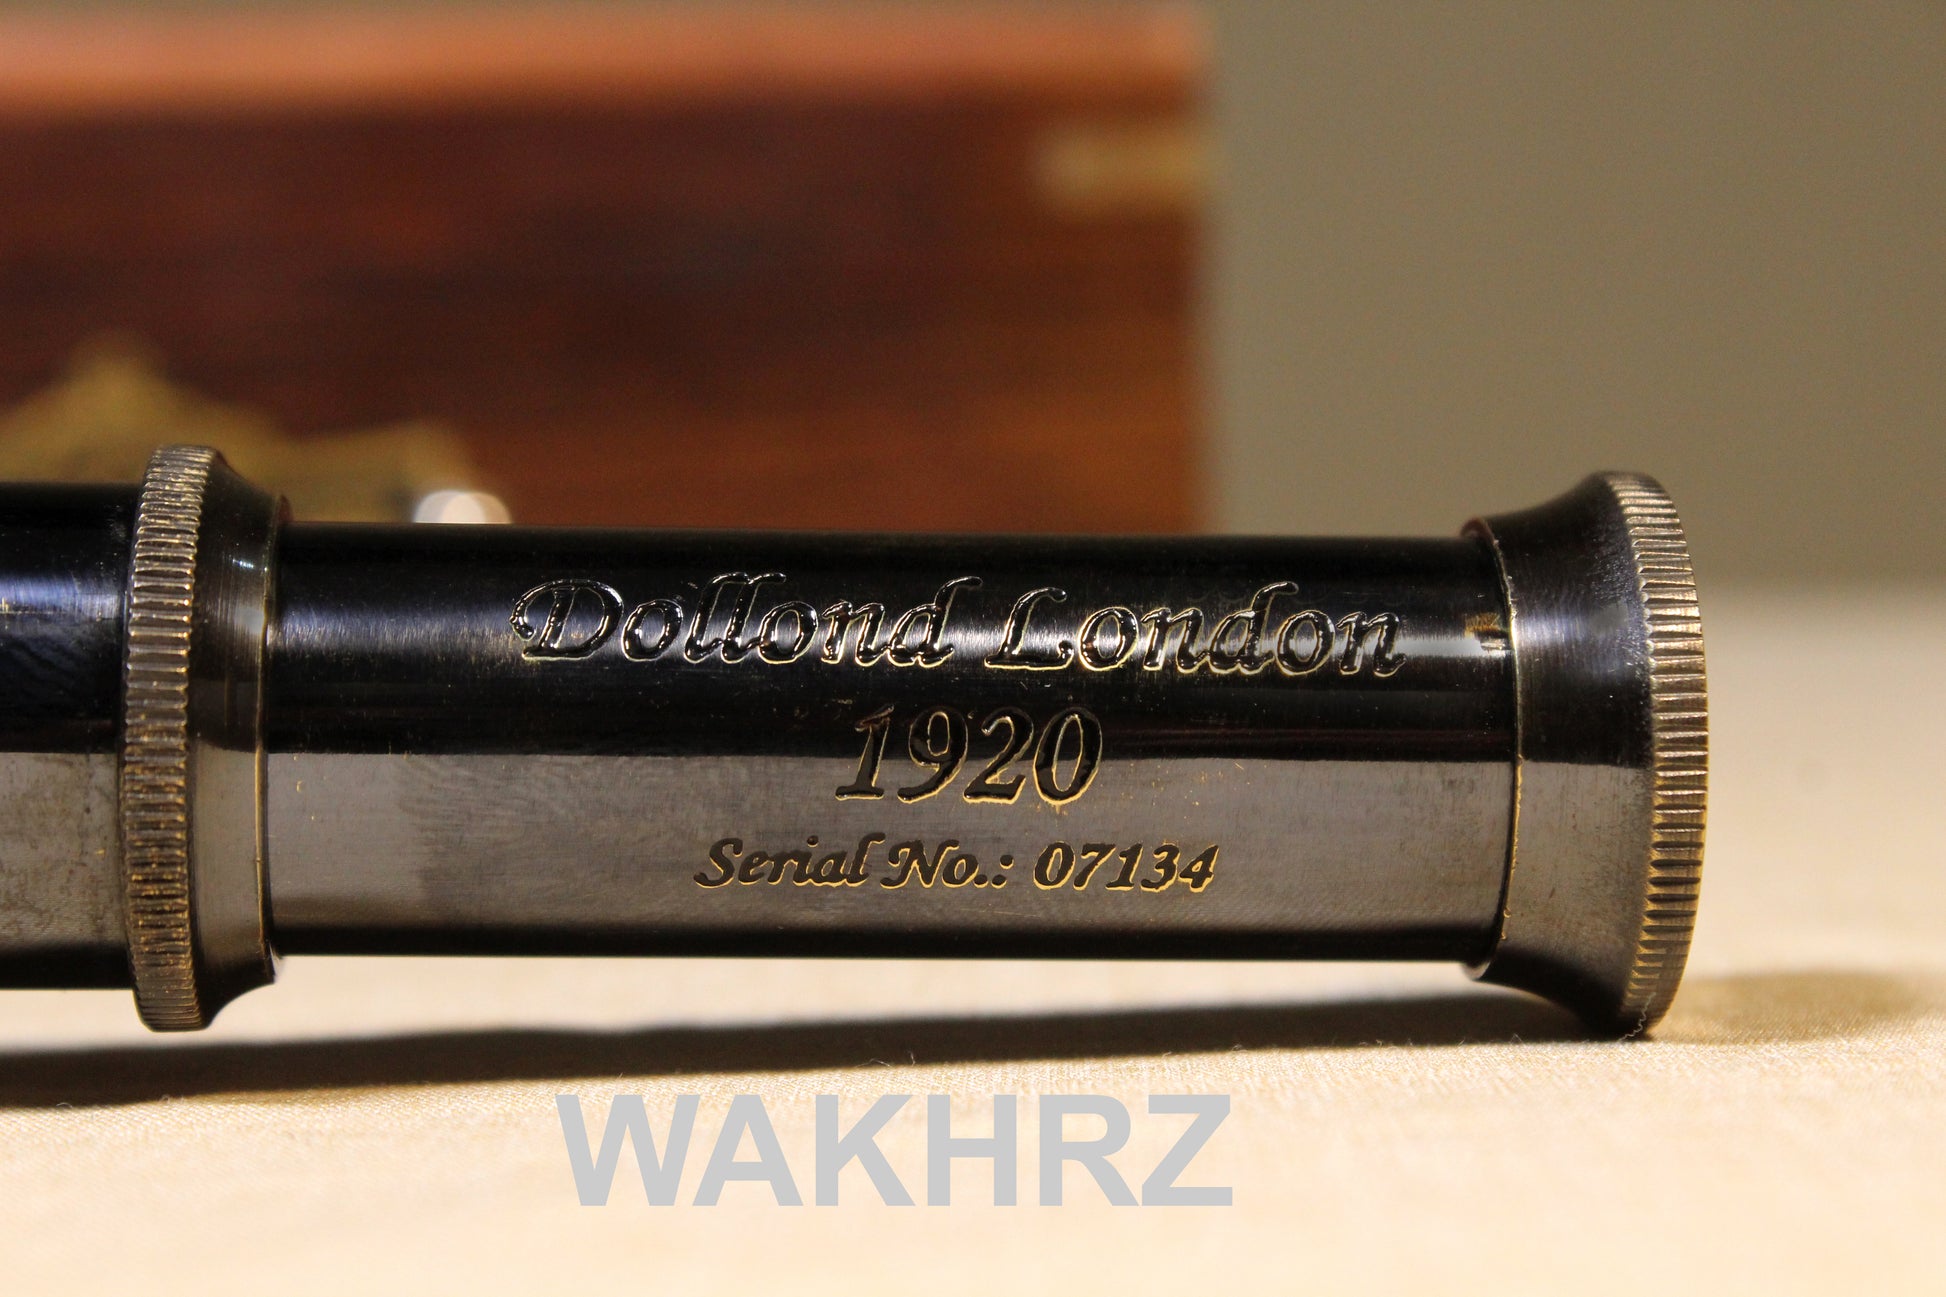 Dollond London
1920
Serial No.: 07134
WAKHRZ